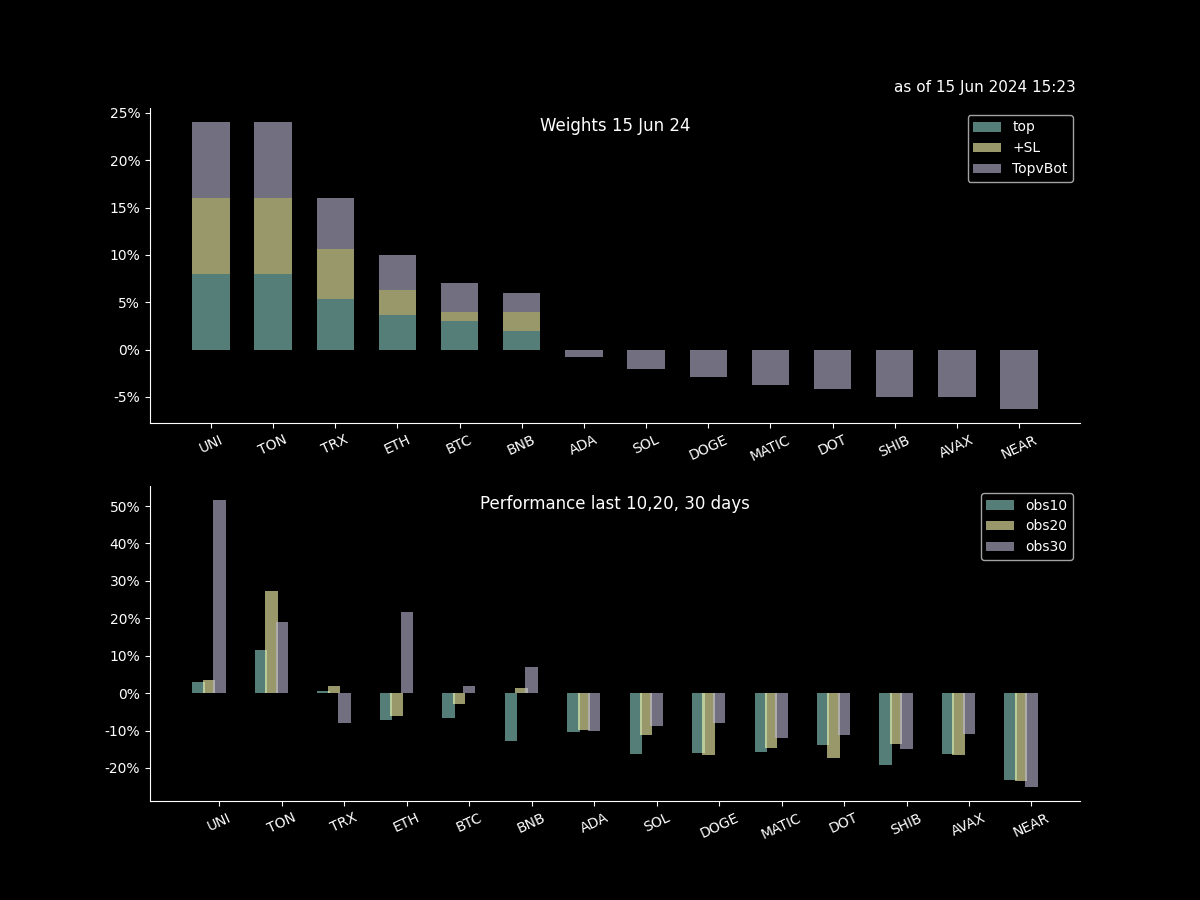 as of 15 Jun 2024 15:23
Weights 15 Jun 24
top
+SL
TopvBot
25%
20%
15%
10%
5%
0%
-5%
UNI TON TRX ETH BTC BNB ADA SOL DOGE MATIC DOT SHIB AVAX NEAR
Performance last 10,20, 30 days
obs10
obs20
obs30
50%
40%
30%
20%
10%
0%
-10%
-20%
UNI TON TRX ETH BTC BNB ADA SOL DOGE MATIC DOT SHIB AVAX NEAR